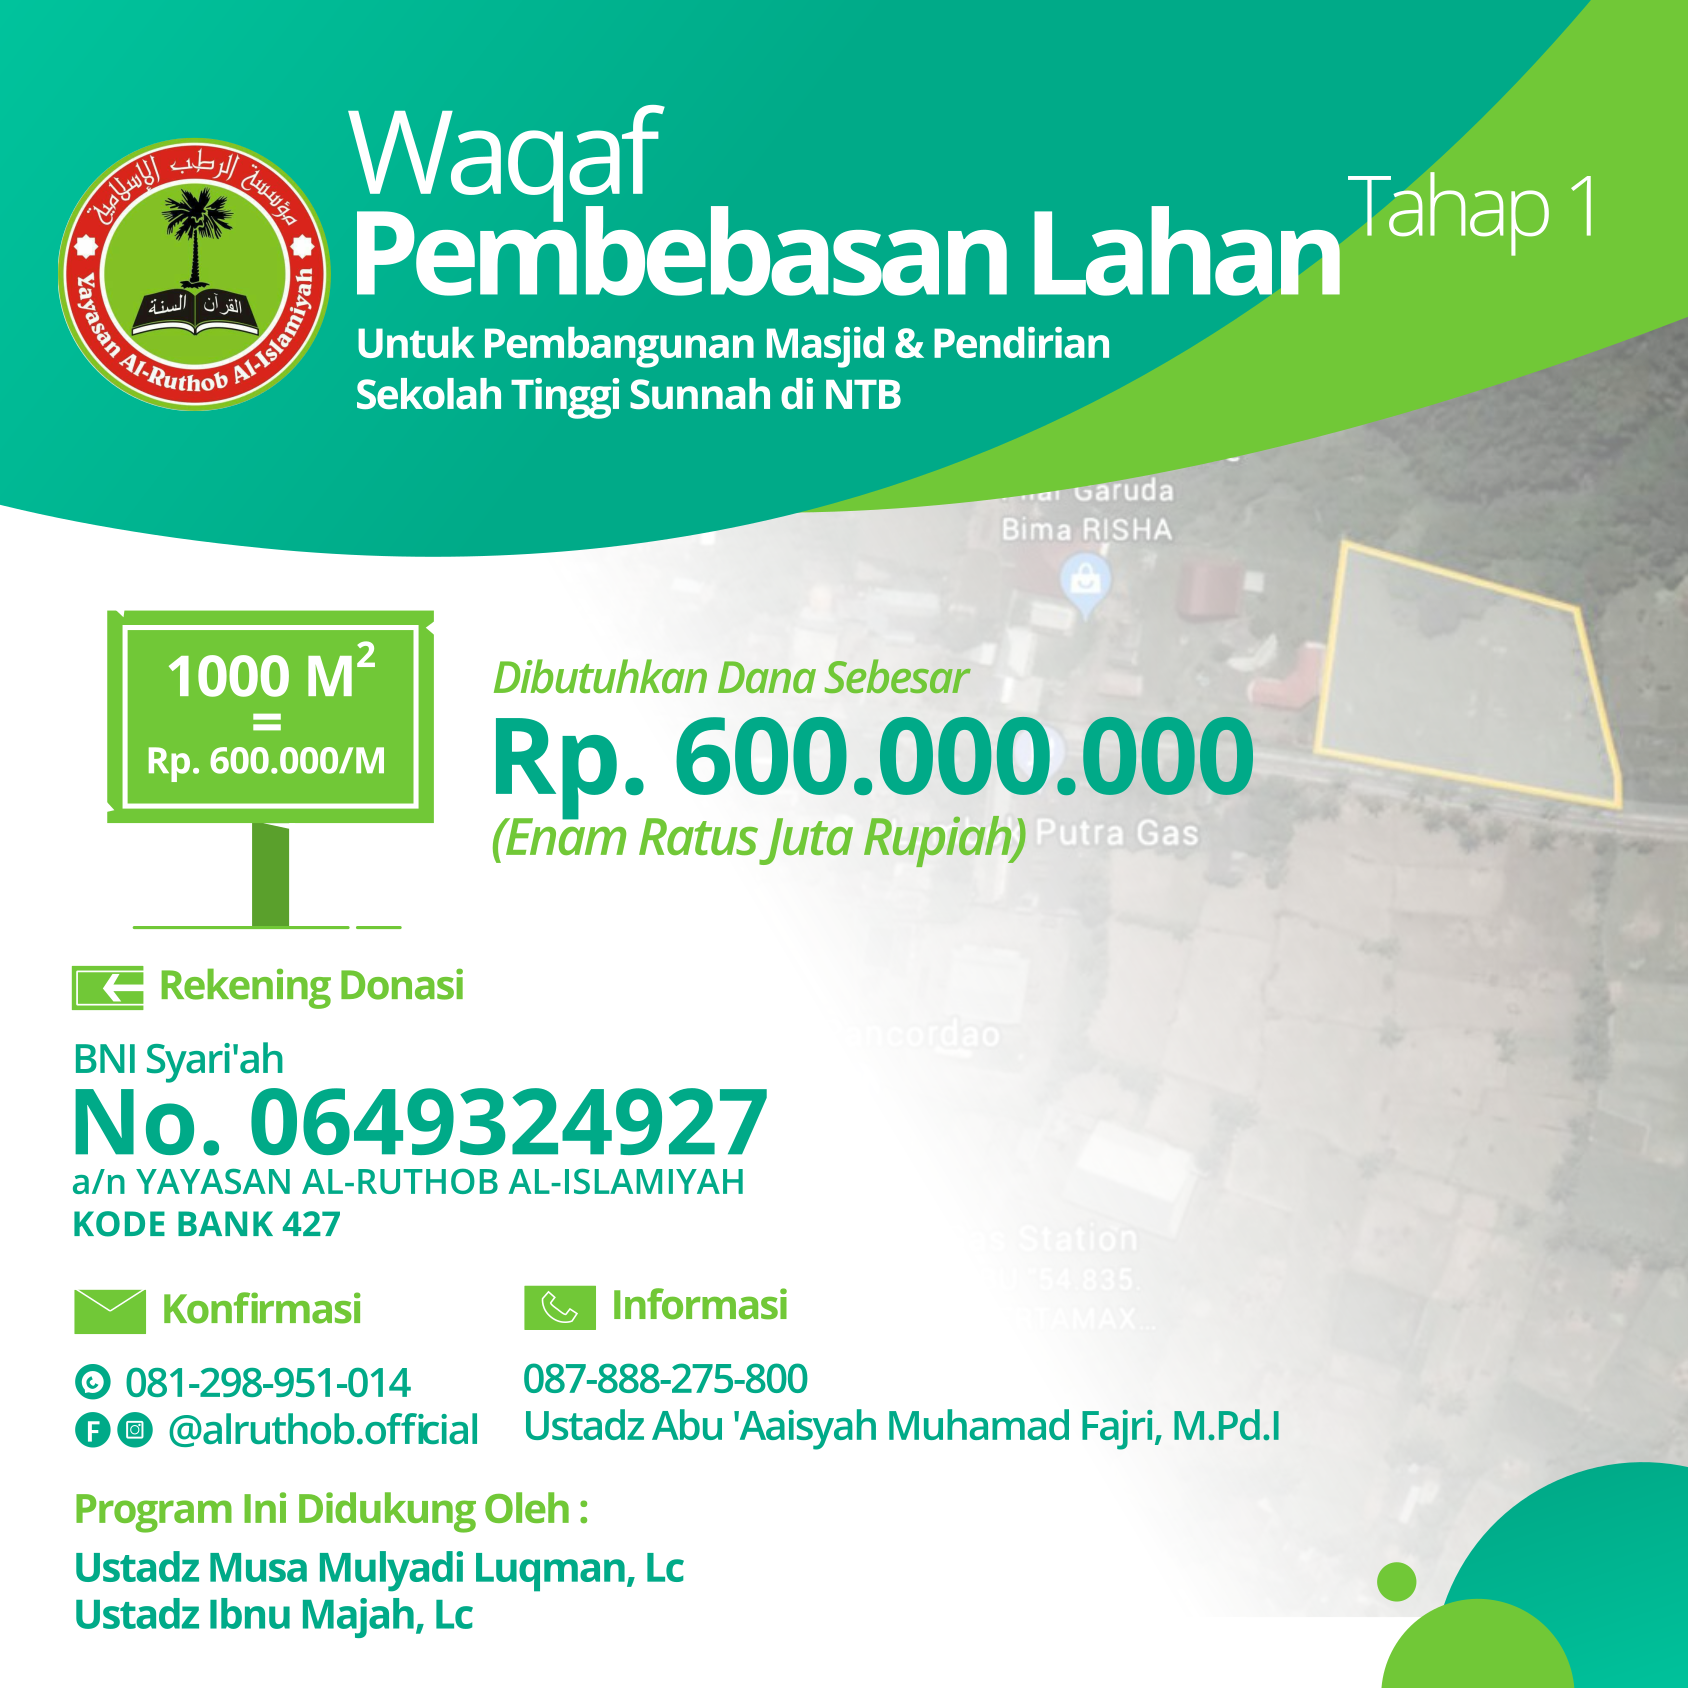 مؤسسة الرطب الإسلامية
القرآن السنة
Yayasan Al-Ruthob Al-Islamiyah
Waqaf
Pembebasan Lahan
Tahap 1
Untuk Pembangunan Masjid & Pendirian
Sekolah Tinggi Sunnah di NTB
Garuda
Bima RISHA
1000 M²
=
Rp. 600.000/M
Dibutuhkan Dana Sebesar
Rp. 600.000.000
(Enam Ratus Juta Rupiah)
Putra Gas
Rekening Donasi
BNI Syari'ah
No. 0649324927
a/n YAYASAN AL-RUTHOB AL-ISLAMIYAH
KODE BANK 427
Station
54.835.
Konfirmasi
081-298-951-014
@alruthob.official
Informasi
087-888-275-800
Ustadz Abu 'Aaisyah Muhamad Fajri, M.Pd.I
Program Ini Didukung Oleh :
Ustadz Musa Mulyadi Luqman, Lc
Ustadz Ibnu Majah, Lc